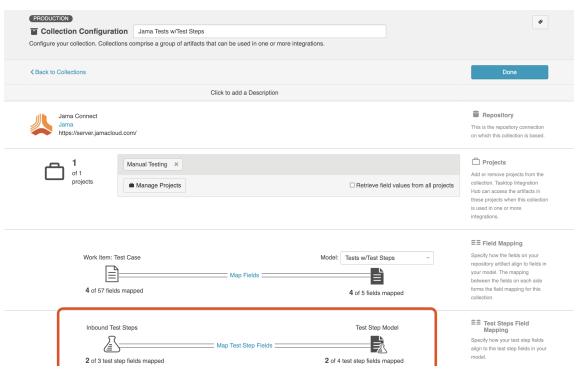 PRODUCTION
Collection Configuration
Jama Tests w/Test Steps
Configure your collection. Collections comprise a group of artifacts that can be used in one or more integrations.
Back to Collections
Done
Click to add a Description
Jama Connect
Jama
https://server.jamacloud.com/
Repository
This is the repository connection
on which this collection is based.
1
of 1
projects
Manual Testing ×
Manage Projects
Retrieve field values from all projects
Projects
Add or remove projects from the
collection. Tasktop Integration
Hub can access the artifacts in
these projects when this collection
is used in one or more
integrations.
Work Item: Test Case
Model: Tests w/Test Steps
Map Fields
4 of 57 fields mapped
4 of 5 fields mapped
Field Mapping
Specify how the fields on your
repository artifact align to fields in
your model. The mapping
between the fields on each side
forms the field mapping for this
collection
Inbound Test Steps
Test Step Model
Map Test Step Fields
2 of 3 test step fields mapped
2 of 4 test step fields mapped
Test Steps Field
Mapping
Specify how your test step fields
align to the test step fields in your
model.